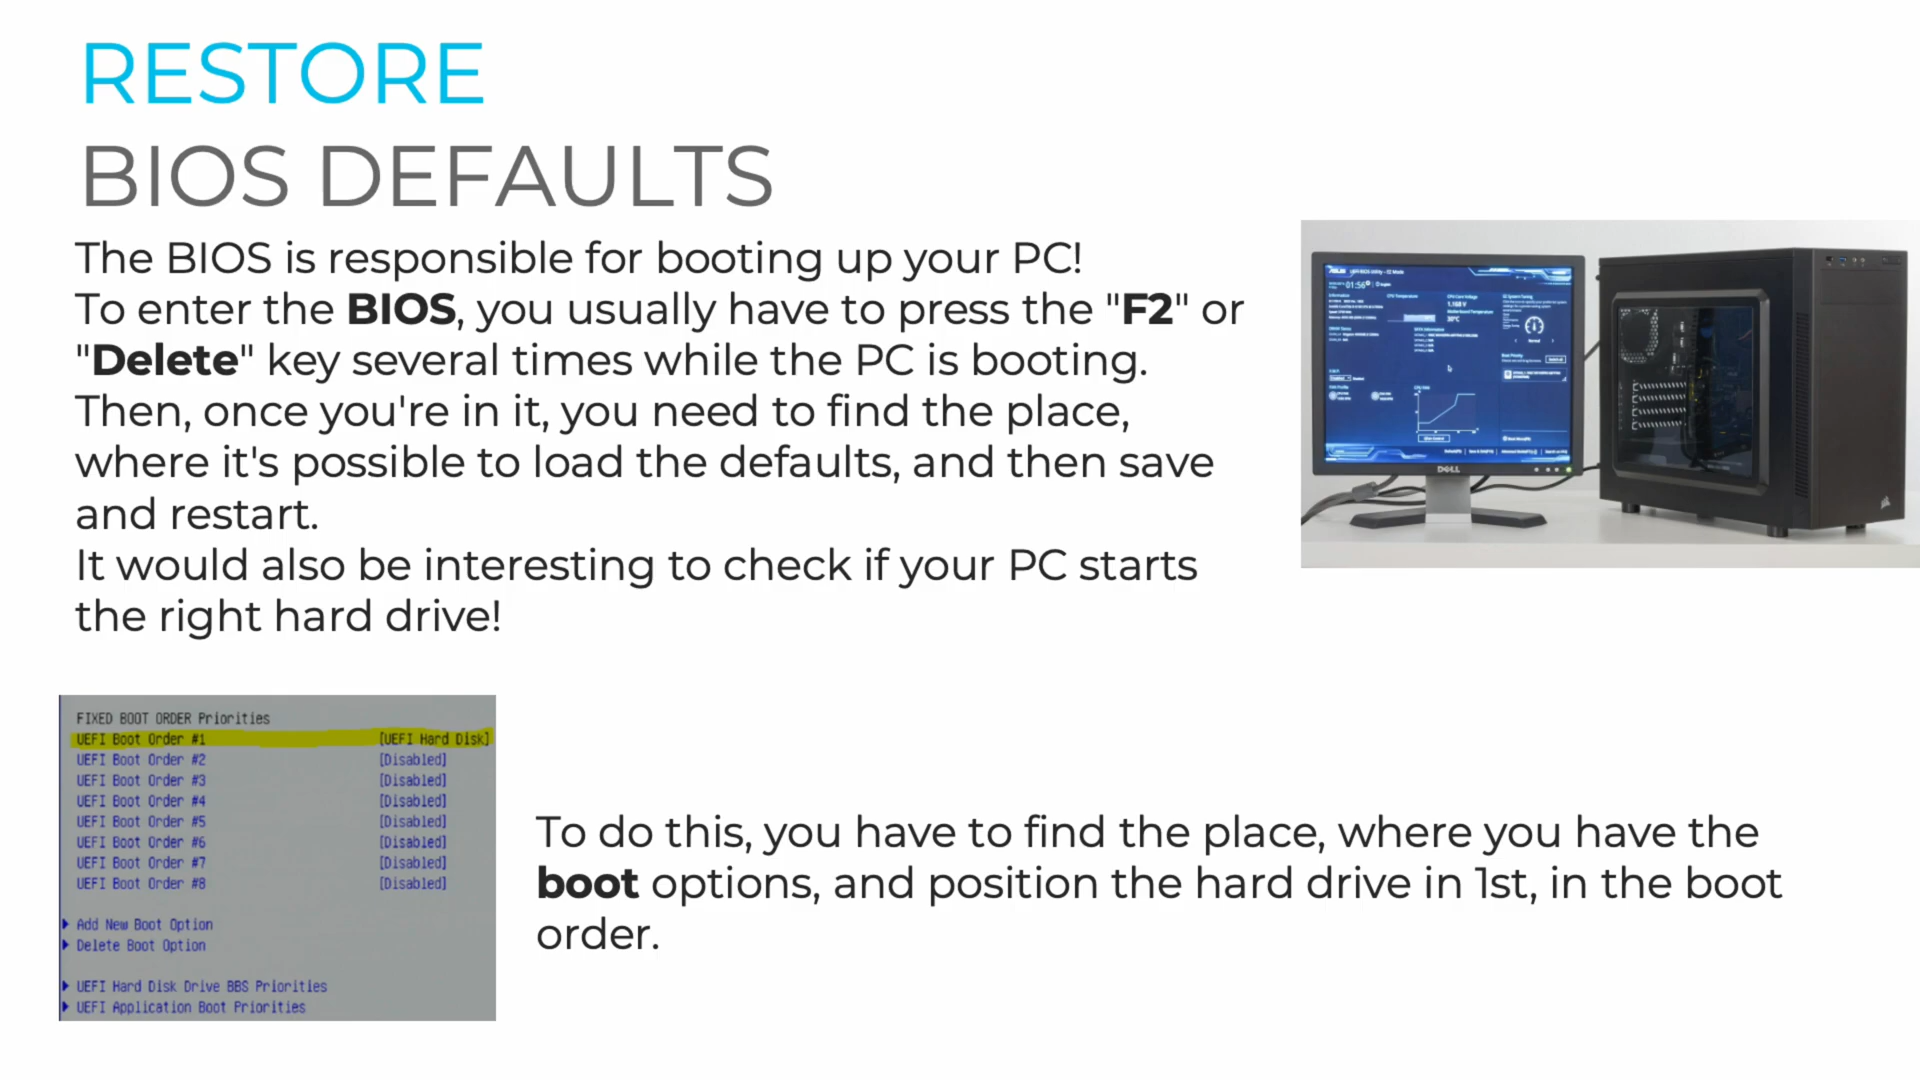 RESTORE
BIOS DEFAULTS
The BIOS is responsible for booting up your PC!
To enter the BIOS, you usually have to press the "F2" or
"Delete" key several times while the PC is booting.
Then, once you're in it, you need to find the place,
where it's possible to load the defaults, and then save
and restart.
It would also be interesting to check if your PC starts
the right hard drive!
01:56
1.168 V
DELL
FIXED BOOT ORDER Priorities
UEFI Boot Order #1 [UEFI Hard Disk]
UEFI Boot Order #2 [Disabled]
UEFI Boot Order #3 [Disabled]
UEFI Boot Order #4 [Disabled]
UEFI Boot Order #5 [Disabled]
UEFI Boot Order #6 [Disabled]
UEFI Boot Order #7 [Disabled]
UEFI Boot Order #8 [Disabled]
Add New Boot Option
Delete Boot Option
UEFI Hard Disk Drive BBS Priorities
UEFI Application Boot Priorities
To do this, you have to find the place, where you have the
boot options, and position the hard drive in 1st, in the boot
order.